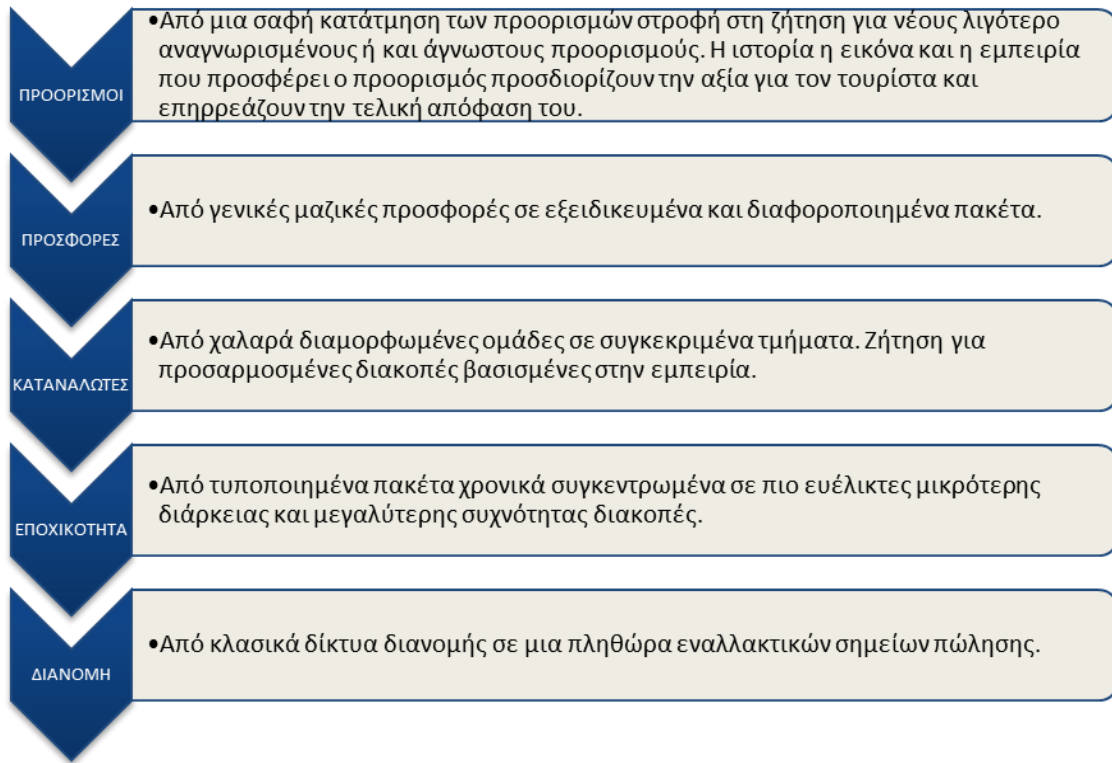 ΠΡΟΟΡΙΣΜΟΙ
•Από μια σαφή κατάτμηση των προορισμών στροφή στη ζήτηση για νέους λιγότερο
αναγνωρισμένους ή και άγνωστους προορισμούς. Η ιστορία η εικόνα και η εμπειρία
που προσφέρει ο προορισμός προσδιορίζουν την αξία για τον τουρίστα και
επηρρεάζουν την τελική απόφαση του.
ΠΡΟΣΦΟΡΕΣ
•Από γενικές μαζικές προσφορές σε εξειδικευμένα και διαφοροποιημένα πακέτα.
ΚΑΤΑΝΑΛΩΤΕΣ
•Από χαλαρά διαμορφωμένες ομάδες σε συγκεκριμένα τμήματα. Ζήτηση για
προσαρμοσμένες διακοπές βασισμένες στην εμπειρία.
ΕΠΟΧΙΚΟΤΗΤΑ
•Από τυποποιημένα πακέτα χρονικά συγκεντρωμένα σε πιο ευέλικτες μικρότερης
διάρκειας και μεγαλύτερης συχνότητας διακοπές.
ΔΙΑΝΟΜΗ
•Από κλασικά δίκτυα διανομής σε μια πληθώρα εναλλακτικών σημείων πώλησης.